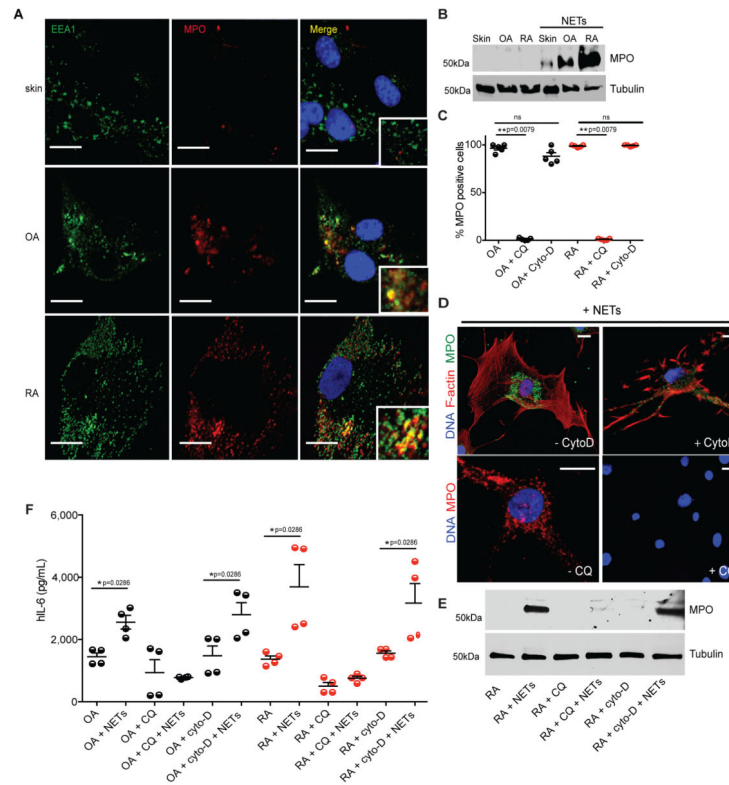 A
EEA1 MPO Merge
skin
OA
RA
B
NETs
Skin OA RA Skin OA RA
50kDa MPO
50kDa Tubulin
C
ns ns
**p=0.0079 **p=0.0079
% MPO positive cells
100
50
0
OA
OA + CQ
OA+ Cyto-D
RA
RA + CQ
RA + Cyto-D
D
+ NETs
DNA F-actin MPO
- CytoD
DNA MPO
- CQ
E
50kDa MPO
50kDa Tubulin
RA
RA + NETs
RA + CQ
RA + CQ + NETs
RA + cyto-D
RA + cyto-D + NETs
F
hIL-6 (pg/mL)
6,000
4,000
2,000
0
*p=0.0286
*p=0.0286
*p=0.0286
*p=0.0286
OA
OA + NETs
OA + CQ
OA + CQ + NETs
OA + cyto-D
OA + cyto-D + NETs
RA
RA + NETs
RA + CQ
RA + CQ + NETs
RA + cyto-D
RA + cyto-D + NETs